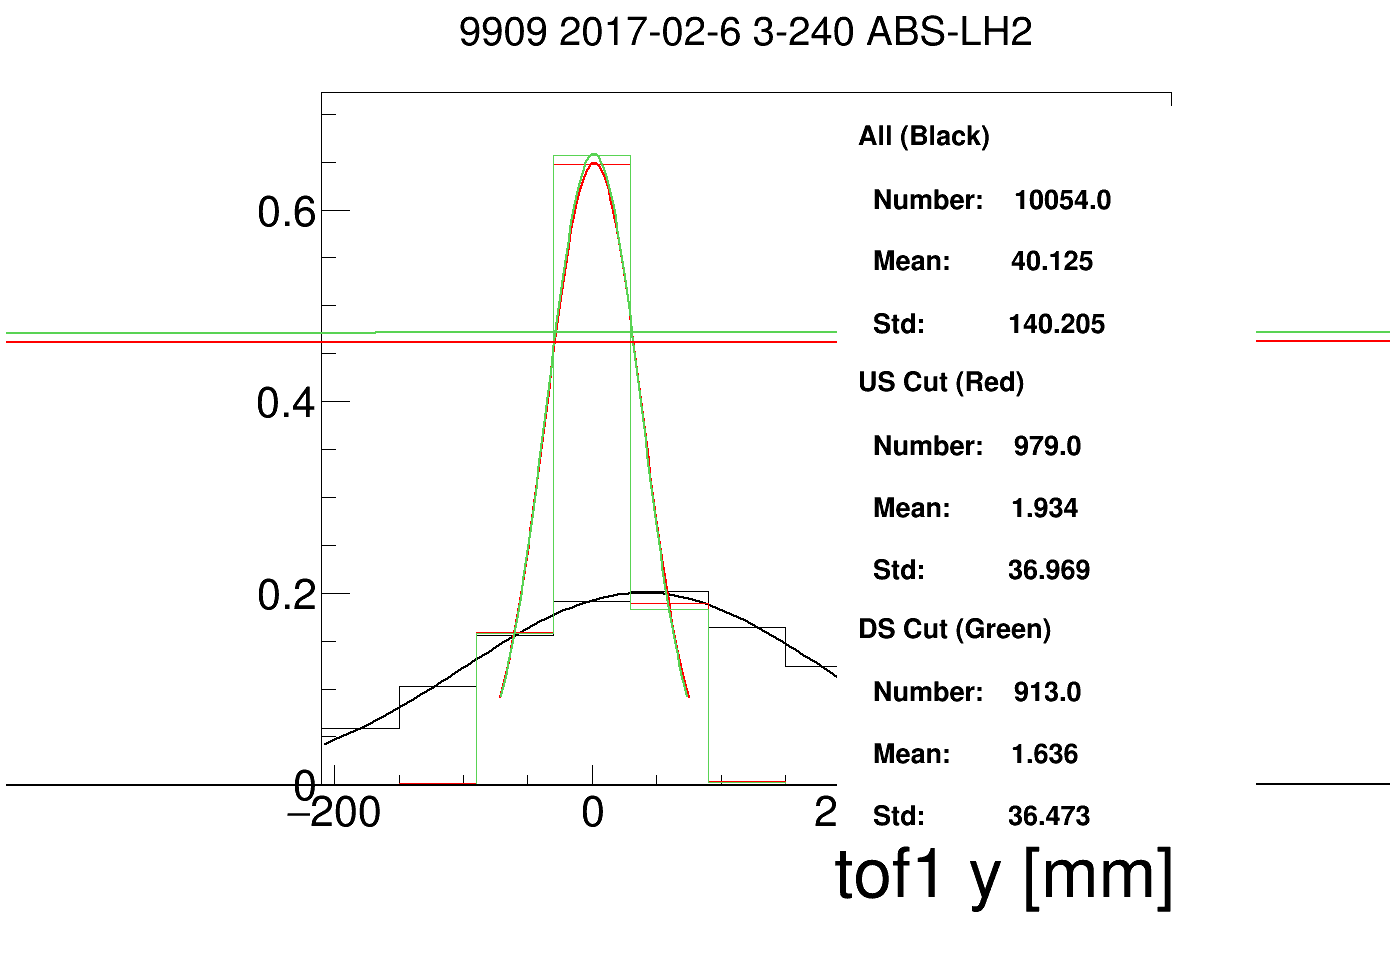 9909 2017-02-6 3-240 ABS-LH2
All (Black)
Number: 10054.0
Mean: 40.125
Std: 140.205
US Cut (Red)
Number: 979.0
Mean: 1.934
Std: 36.969
DS Cut (Green)
Number: 913.0
Mean: 1.636
Std: 36.473
0.6
0.4
0.2
0
−200 0 2
tof1 y [mm]